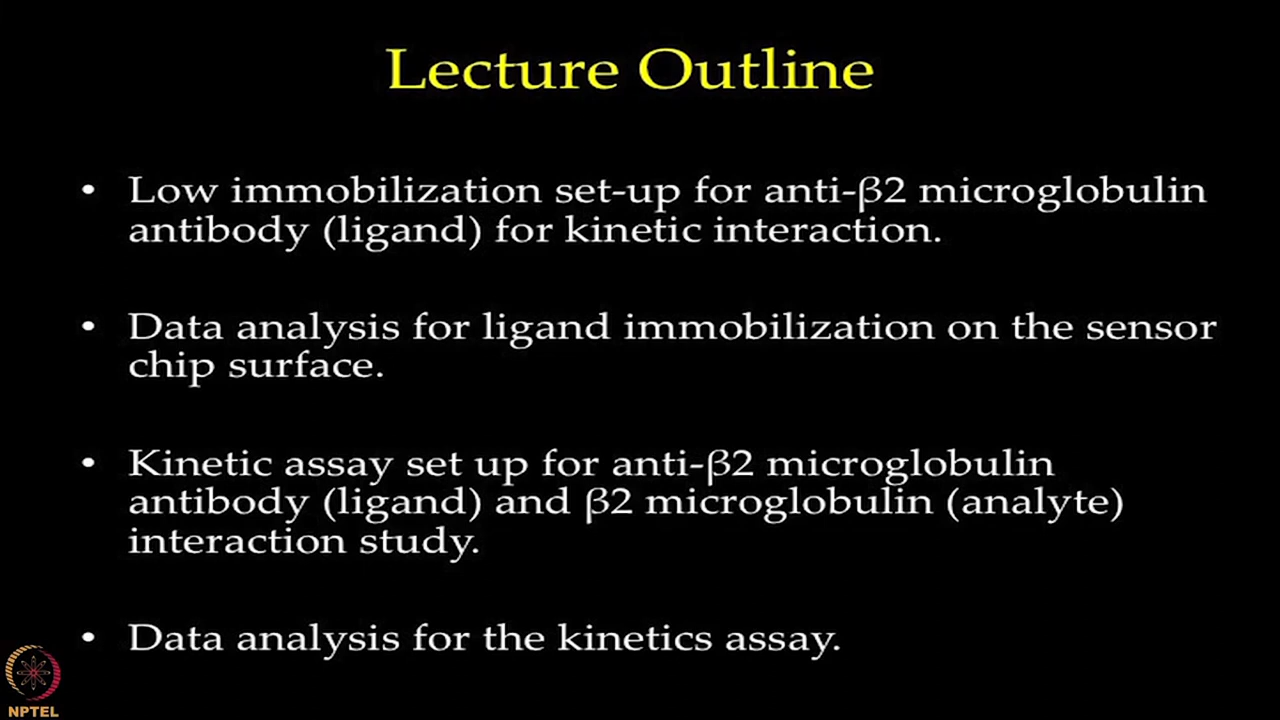 Lecture Outline
• Low immobilization set-up for anti-β2 microglobulin
antibody (ligand) for kinetic interaction.
• Data analysis for ligand immobilization on the sensor
chip surface.
• Kinetic assay set up for anti-β2 microglobulin
antibody (ligand) and β2 microglobulin (analyte)
interaction study.
• Data analysis for the kinetics assay.
NPTEL